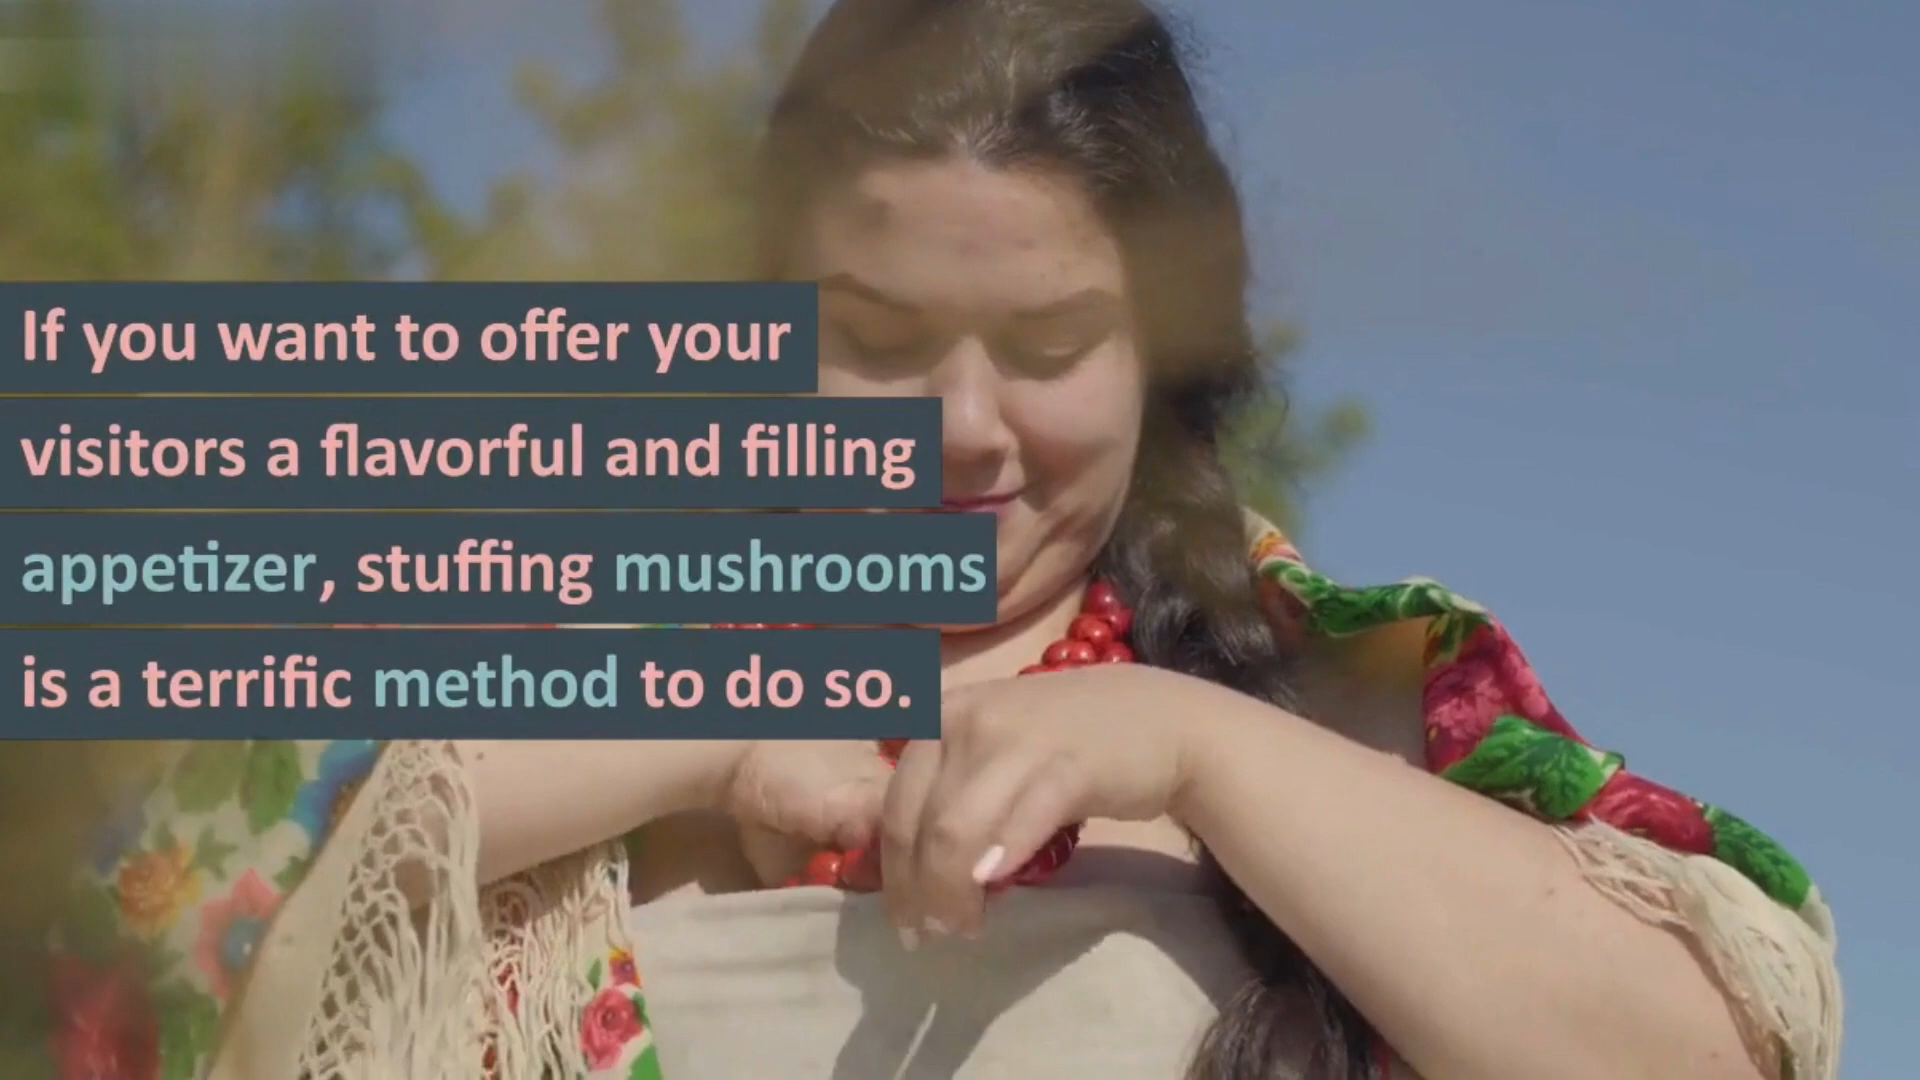 If you want to offer your
visitors a flavorful and filling
appetizer, stuffing mushrooms
is a terrific method to do so.